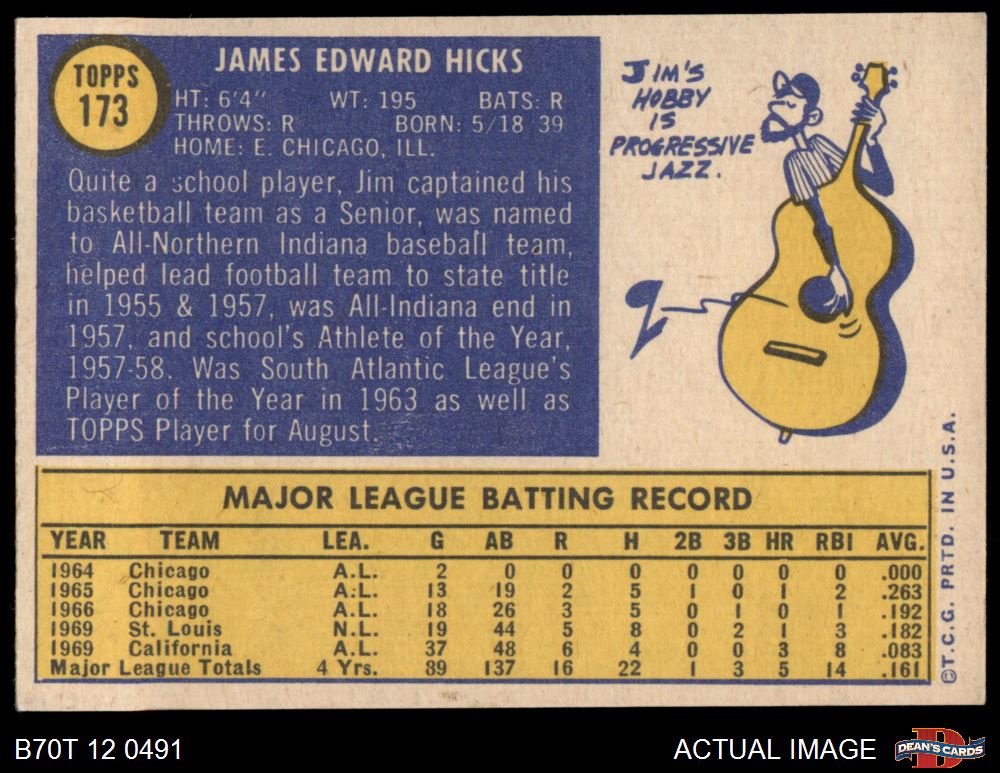 TOPPS
173
JAMES EDWARD HICKS
HT: 6'4" WT: 195 BATS: R
THROWS: R BORN: 5/18 39
HOME: E. CHICAGO, ILL.
Quite a school player, Jim captained his
basketball team as a Senior, was named
to All-Northern Indiana baseball team,
helped lead football team to state title
in 1955 & 1957, was All-Indiana end in
1957, and school's Athlete of the Year,
1957-58. Was South Atlantic League's
Player of the Year in 1963 as well as
TOPPS Player for August.
JIM'S
HOBBY
IS
PROGRESSIVE
JAZZ.
MAJOR LEAGUE BATTING RECORD
YEAR TEAM LEA. G AB R H 2B 3B HR RBI AVG.
1964 Chicago A.L. 2 0 0 0 0 0 0 0 .000
1965 Chicago A.L. 13 19 2 5 1 0 1 2 .263
1966 Chicago A.L. 18 26 3 5 0 1 0 1 .192
1969 St. Louis N.L. 19 44 5 8 0 2 1 3 .182
1969 California A.L. 37 48 6 4 0 0 3 8 .083
Major League Totals 4 Yrs. 89 137 16 22 1 3 5 14 .161
©T.C.G. PRTD. IN U.S.A.
B70T 12 0491
ACTUAL IMAGE
D
DEAN'S CARDS